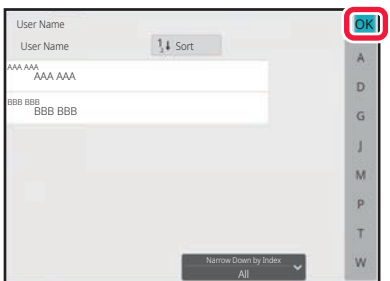 User Name
OK
User Name
Sort
AAA AAA
AAA AAA
BBB BBB
BBB BBB
A
D
G
J
M
P
T
W
Narrow Down by Index
All